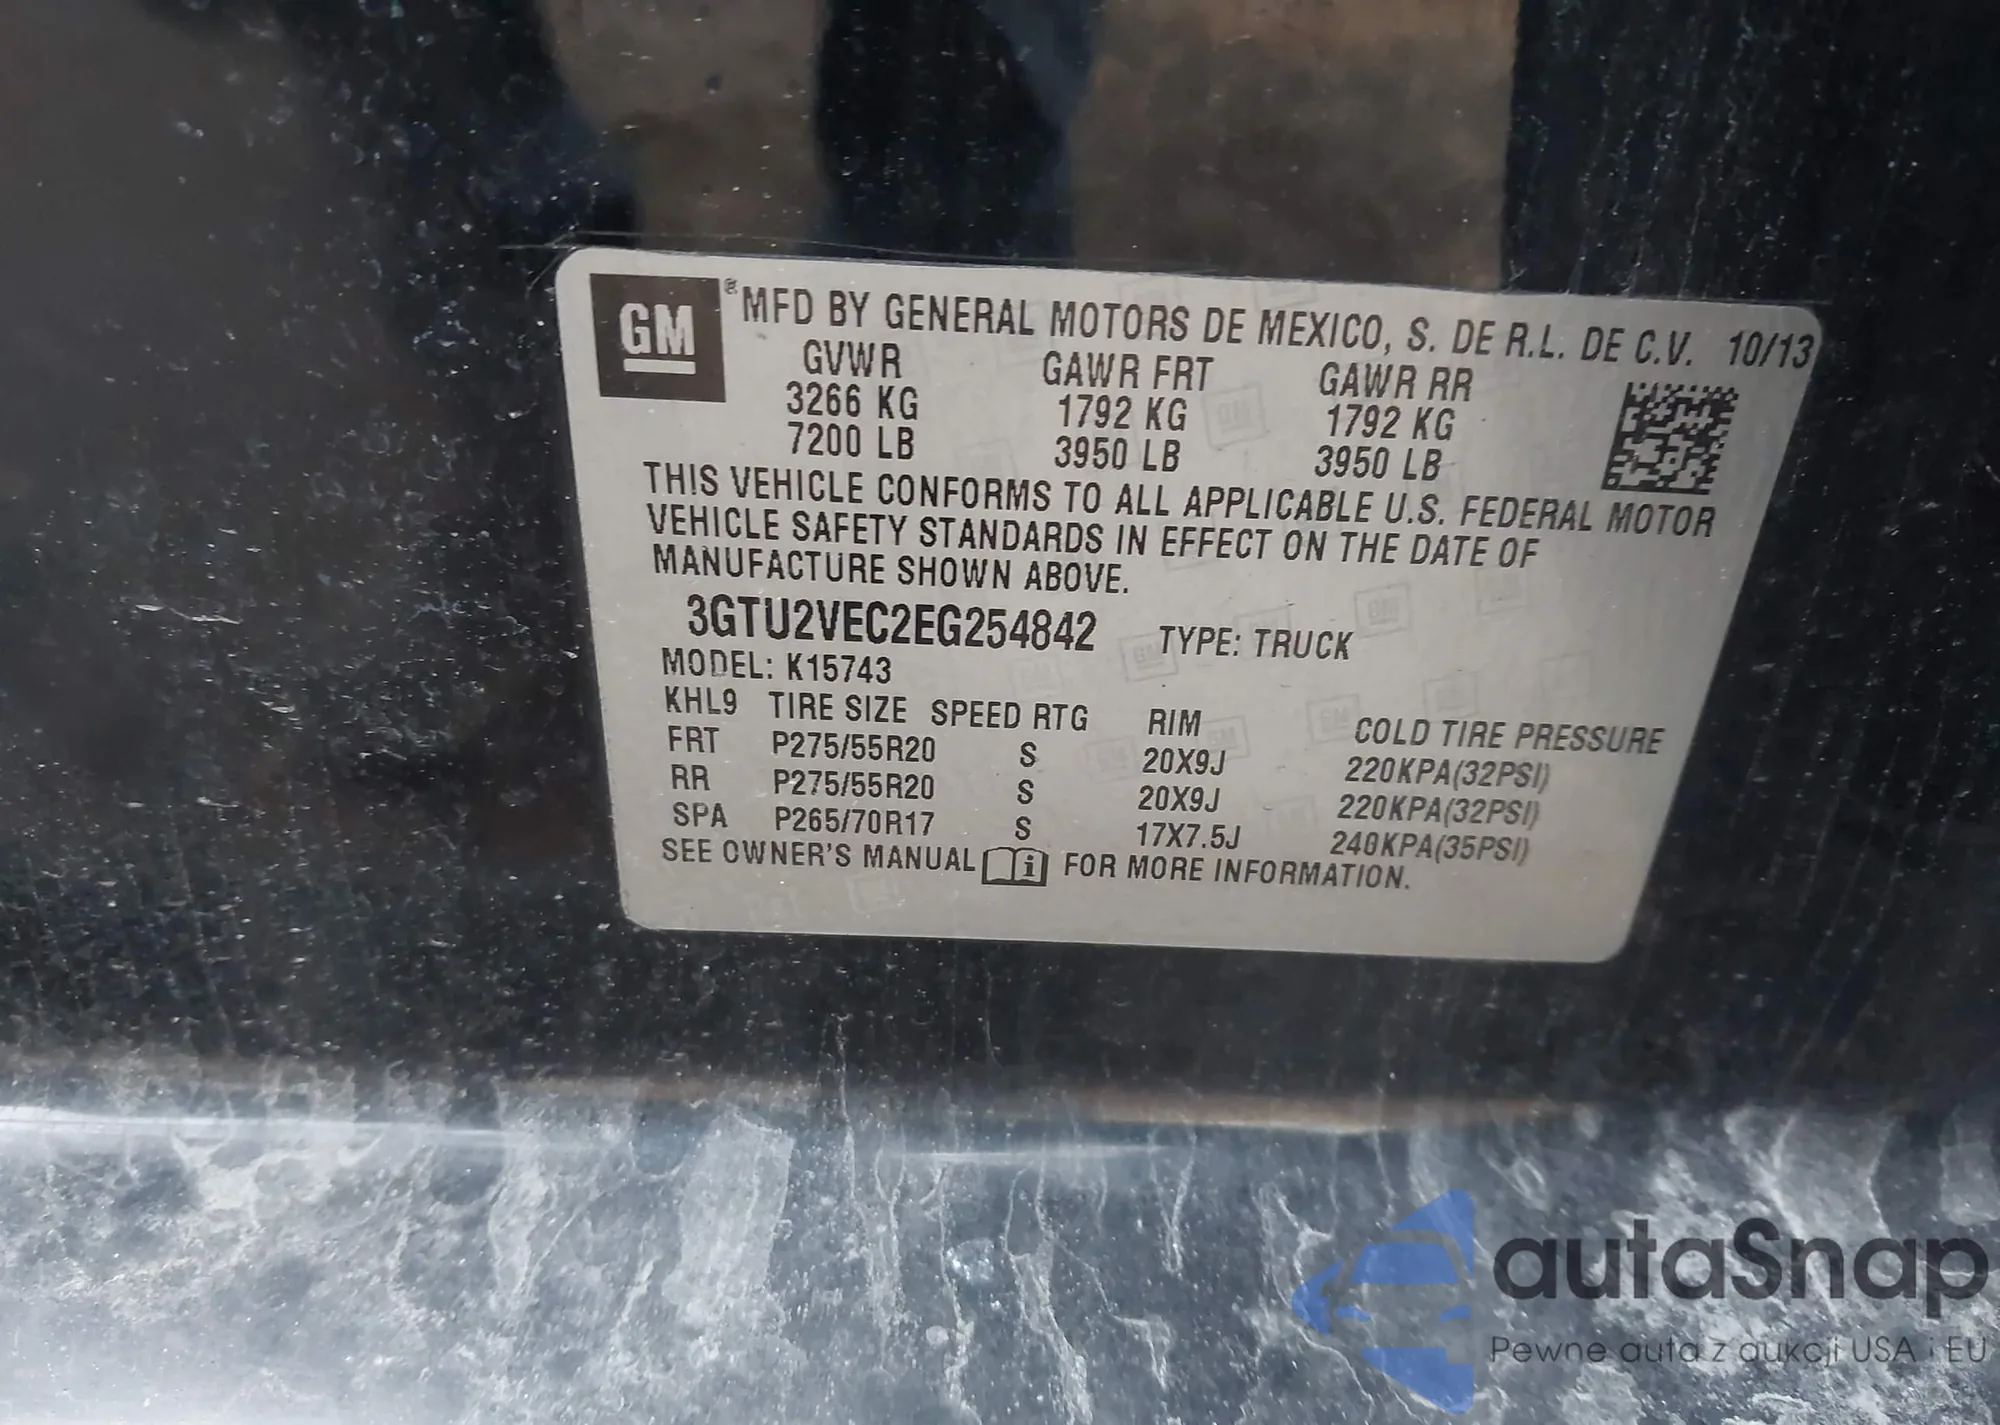 GM ® MFD BY GENERAL MOTORS DE MEXICO, S. DE R.L. DE C.V. 10/13
GVWR GAWR FRT GAWR RR
3266 KG 1792 KG 1792 KG
7200 LB 3950 LB 3950 LB
THIS VEHICLE CONFORMS TO ALL APPLICABLE U.S. FEDERAL MOTOR
VEHICLE SAFETY STANDARDS IN EFFECT ON THE DATE OF
MANUFACTURE SHOWN ABOVE.
3GTU2VEC2EG254842 TYPE: TRUCK
MODEL: K15743
KHL9 TIRE SIZE SPEED RTG RIM COLD TIRE PRESSURE
FRT P275/55R20 S 20X9J 220KPA(32PSI)
RR P275/55R20 S 20X9J 220KPA(32PSI)
SPA P265/70R17 S 17X7.5J 240KPA(35PSI)
SEE OWNER'S MANUAL i FOR MORE INFORMATION.
autaSnap
Pewne auta z aukcji USA i EU